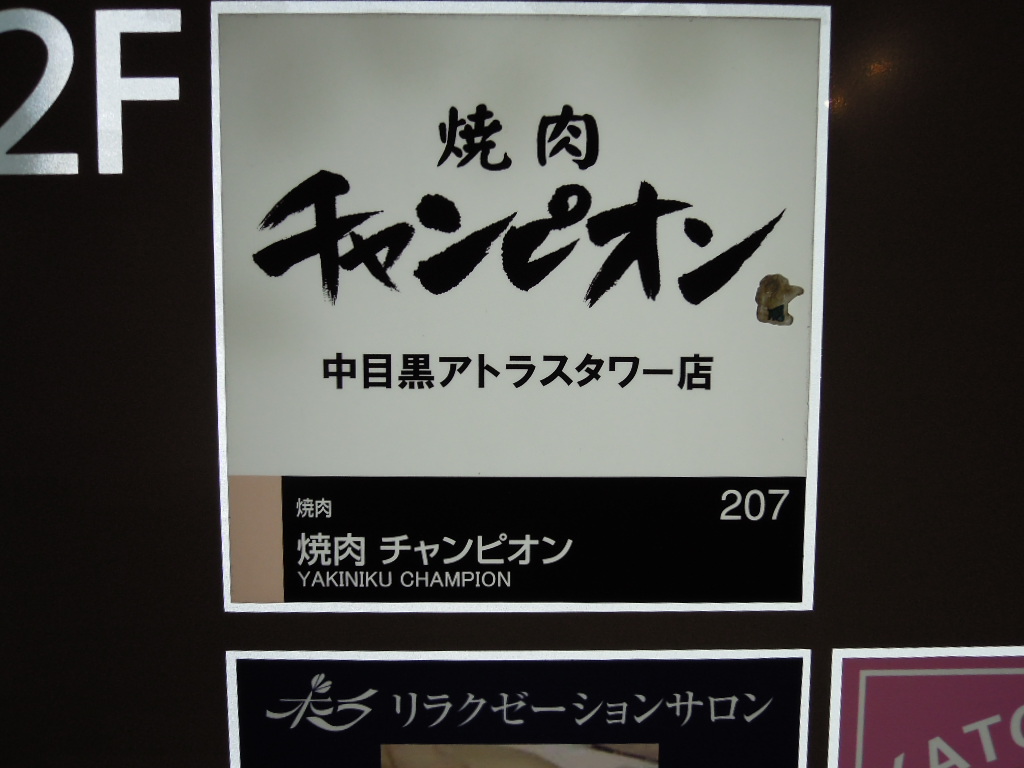 2F
焼肉
チャンピオン
中目黒アトラスタワー店
焼肉
207
焼肉 チャンピオン
YAKINIKU CHAMPION
リラクゼーションサロン